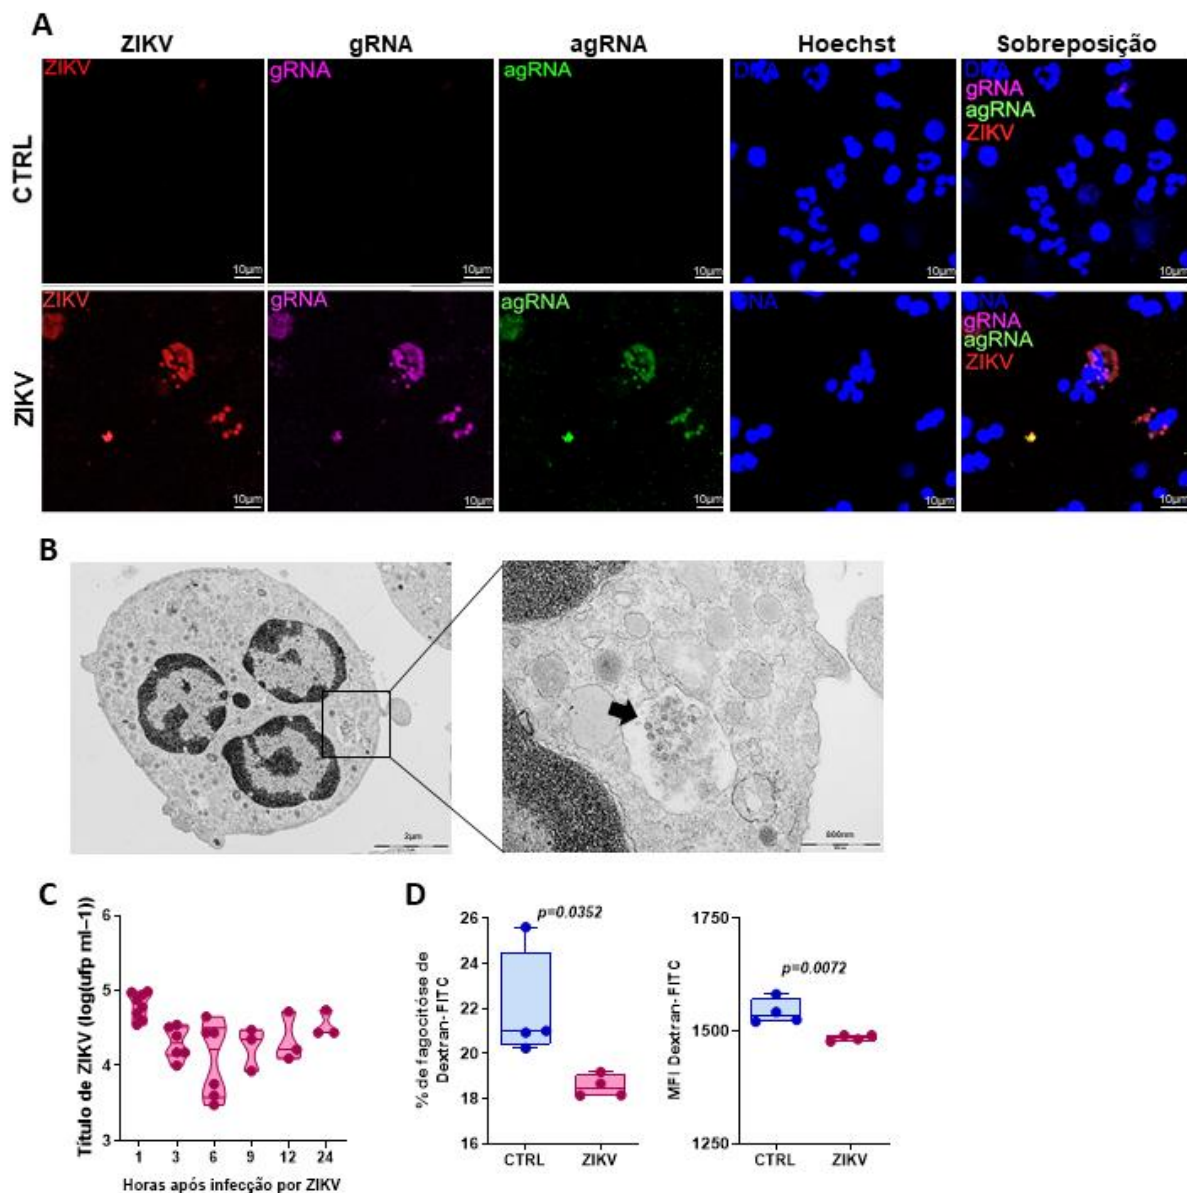 A
ZIKV gRNA agRNA Hoechst Sobreposição
CTRL
ZIKV gRNA agRNA DNA DNA
gRNA
agRNA
ZIKV
10µm 10µm 10µm 10µm 10µm
ZIKV
ZIKV gRNA agRNA DNA DNA
gRNA
agRNA
ZIKV
10µm 10µm 10µm 10µm 10µm
B
2µm
C
Título de ZIKV (log(ufp ml–1))
6
5
4
3
1 3 6 9 12 24
Horas após infecção por ZIKV
D
% de fagocitóse de
Dextran-FITC
26
24
22
20
18
16
p=0.0352
CTRL ZIKV
MFI Dextran-FITC
1750
1500
1250
p=0.0072
CTRL ZIKV